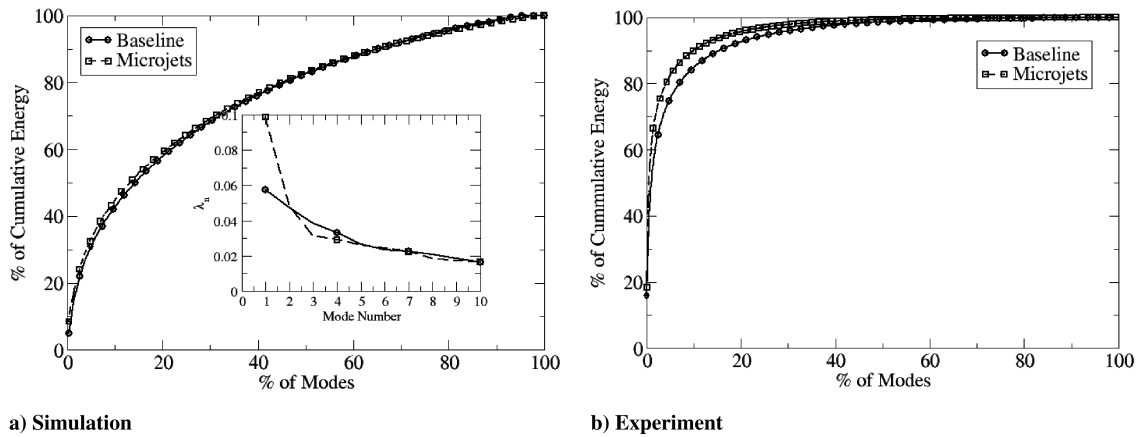 100
80
60
40
20
0
% of Cumulative Energy
Baseline
Microjets
0 20 40 60 80 100
% of Modes
0.1
0.08
0.06
0.04
0.02
0
λn
0 1 2 3 4 5 6 7 8 9 10
Mode Number
a) Simulation
100
80
60
40
20
0
% of Cummulative Energy
Baseline
Microjets
0 20 40 60 80 100
% of Modes
b) Experiment